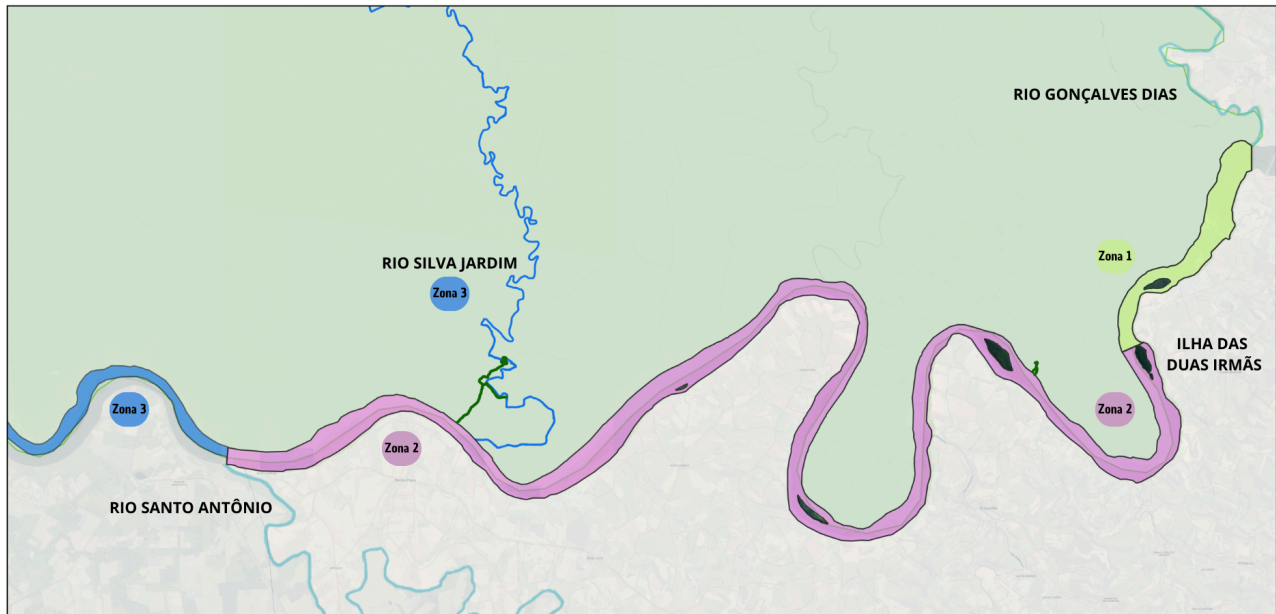 RIO GONÇALVES DIAS
Zona 1
RIO SILVA JARDIM
Zona 3
ILHA DAS
DUAS IRMÃS
Zona 3
Zona 2
Zona 2
RIO SANTO ANTÔNIO